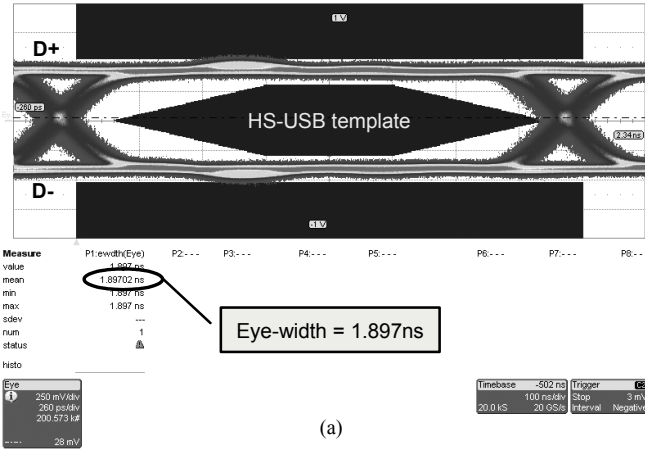 1 V
D+
-260 ps
Ey
HS-USB template
2.34 ns
D-
-1 V
Measure P1:ewdth(Eye) P2:- - - P3:- - - P4:- - - P5:- - - P6:- - - P7:- - - P8:- -
value 1.897 ns
mean 1.89702 ns
min 1.897 ns
max 1.897 ns
sdev ---
num 1
status
histo
Eye-width = 1.897ns
Eye
250 mV/div
260 ps/div
200.573 k#
28 mV
Timebase -502 ns
100 ns/div
20.0 kS 20 GS/s
Trigger C2
Stop 3 mV
Interval Negative
(a)